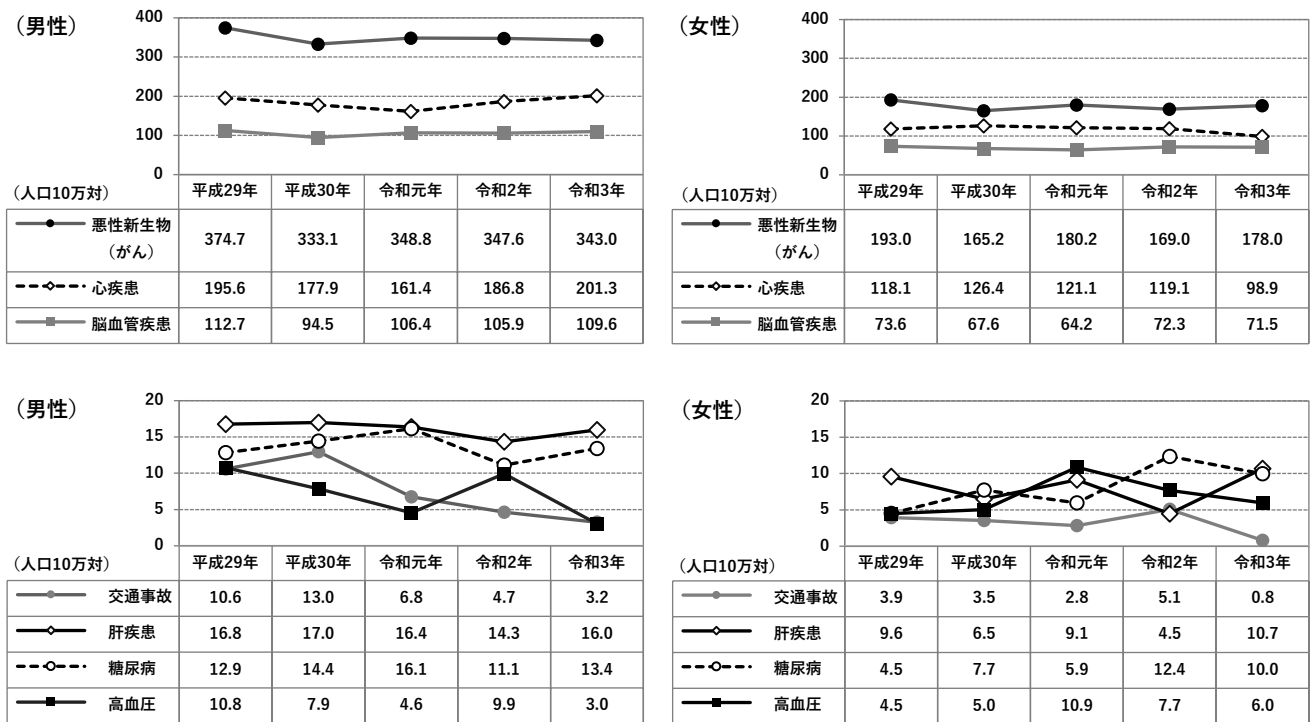 （男性）
400
300
200
100
0
（人口10万対） 平成29年 平成30年 令和元年 令和2年 令和3年
悪性新生物
（がん） 374.7 333.1 348.8 347.6 343.0
心疾患 195.6 177.9 161.4 186.8 201.3
脳血管疾患 112.7 94.5 106.4 105.9 109.6
（女性）
400
300
200
100
0
（人口10万対） 平成29年 平成30年 令和元年 令和2年 令和3年
悪性新生物
（がん） 193.0 165.2 180.2 169.0 178.0
心疾患 118.1 126.4 121.1 119.1 98.9
脳血管疾患 73.6 67.6 64.2 72.3 71.5
（男性）
20
15
10
5
0
（人口10万対） 平成29年 平成30年 令和元年 令和2年 令和3年
交通事故 10.6 13.0 6.8 4.7 3.2
肝疾患 16.8 17.0 16.4 14.3 16.0
糖尿病 12.9 14.4 16.1 11.1 13.4
高血圧 10.8 7.9 4.6 9.9 3.0
（女性）
20
15
10
5
0
（人口10万対） 平成29年 平成30年 令和元年 令和2年 令和3年
交通事故 3.9 3.5 2.8 5.1 0.8
肝疾患 9.6 6.5 9.1 4.5 10.7
糖尿病 4.5 7.7 5.9 12.4 10.0
高血圧 4.5 5.0 10.9 7.7 6.0